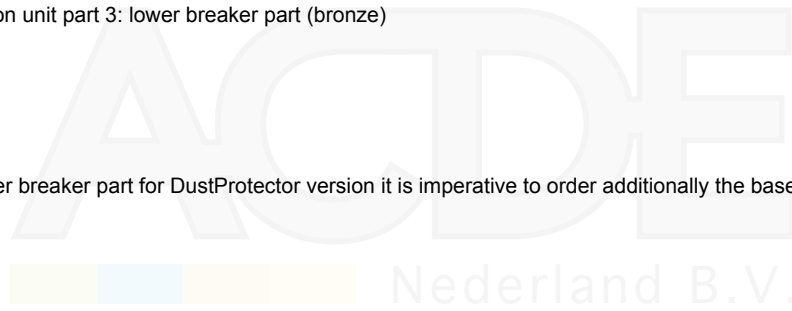 on unit part 3: lower breaker part (bronze)
er breaker part for DustProtector version it is imperative to order additionally the base
ACDE
Nederland B.V.